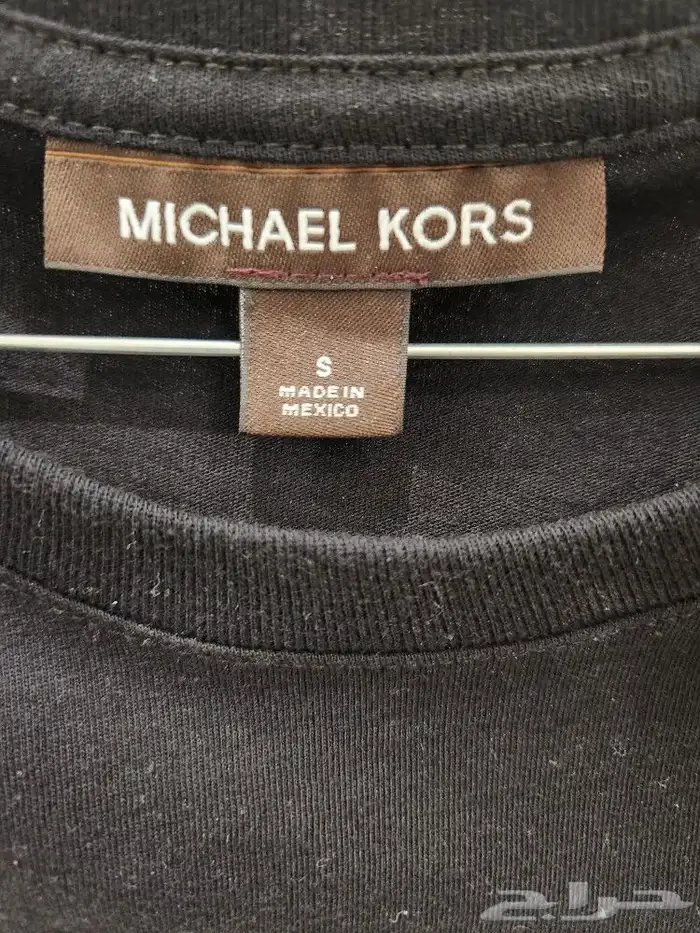 MICHAEL KORS
S
MADE IN
MEXICO
حراج